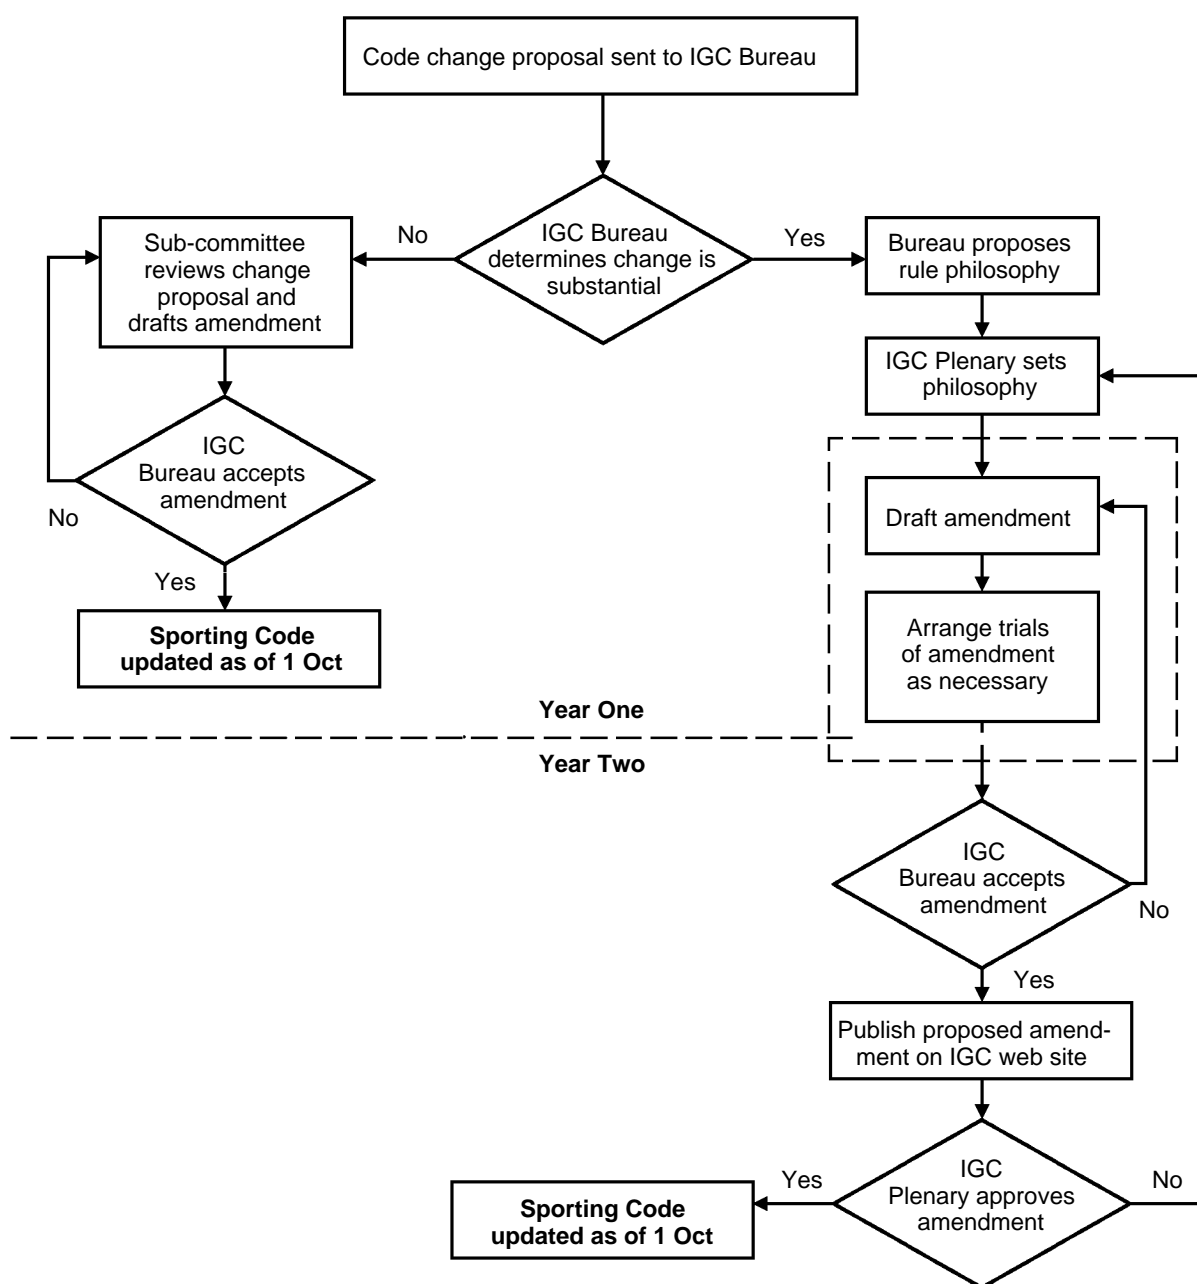 Code change proposal sent to IGC Bureau
IGC Bureau
determines change is
substantial
No
Yes
Sub-committee
reviews change
proposal and
drafts amendment
Bureau proposes
rule philosophy
IGC Plenary sets
philosophy
IGC
Bureau accepts
amendment
No
Yes
Draft amendment
Sporting Code
updated as of 1 Oct
Arrange trials
of amendment
as necessary
Year One
Year Two
IGC
Bureau accepts
amendment
No
Yes
Publish proposed amend-
ment on IGC web site
IGC
Plenary approves
amendment
Yes
No
Sporting Code
updated as of 1 Oct